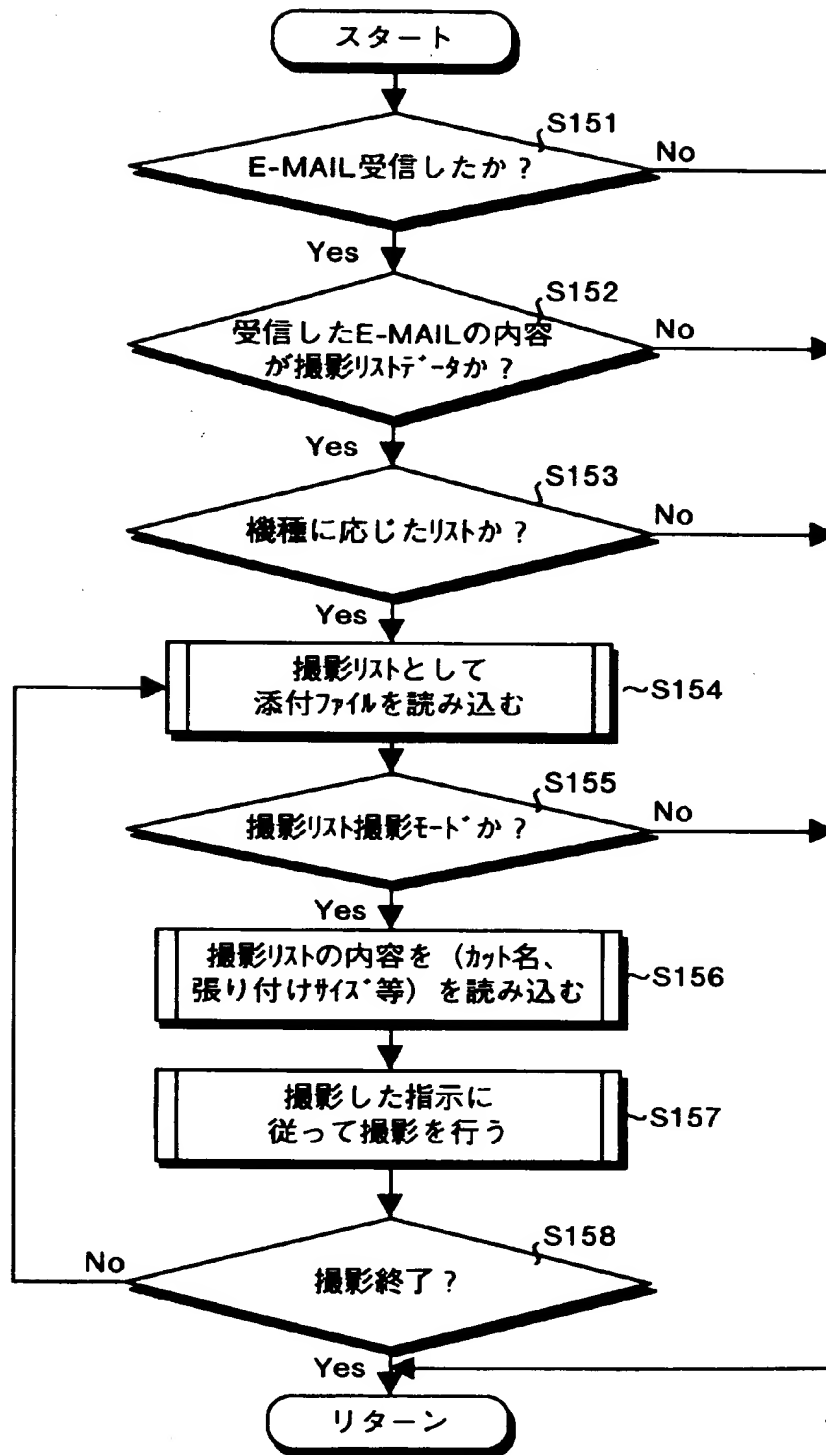 スタート
S151
E-MAIL受信したか？
No
Yes
S152
受信したE-MAILの内容
が撮影ﾘｽﾄﾃﾞｰﾀか？
No
Yes
S153
機種に応じたﾘｽﾄか？
No
Yes
撮影ﾘｽﾄとして
添付ﾌｧｲﾙを読み込む
～S154
S155
撮影ﾘｽﾄ撮影ﾓｰﾄﾞか？
No
Yes
撮影ﾘｽﾄの内容を（ｶｯﾄ名、
張り付けｻｲｽﾞ等）を読み込む
～S156
撮影した指示に
従って撮影を行う
～S157
S158
No
撮影終了？
Yes
リターン